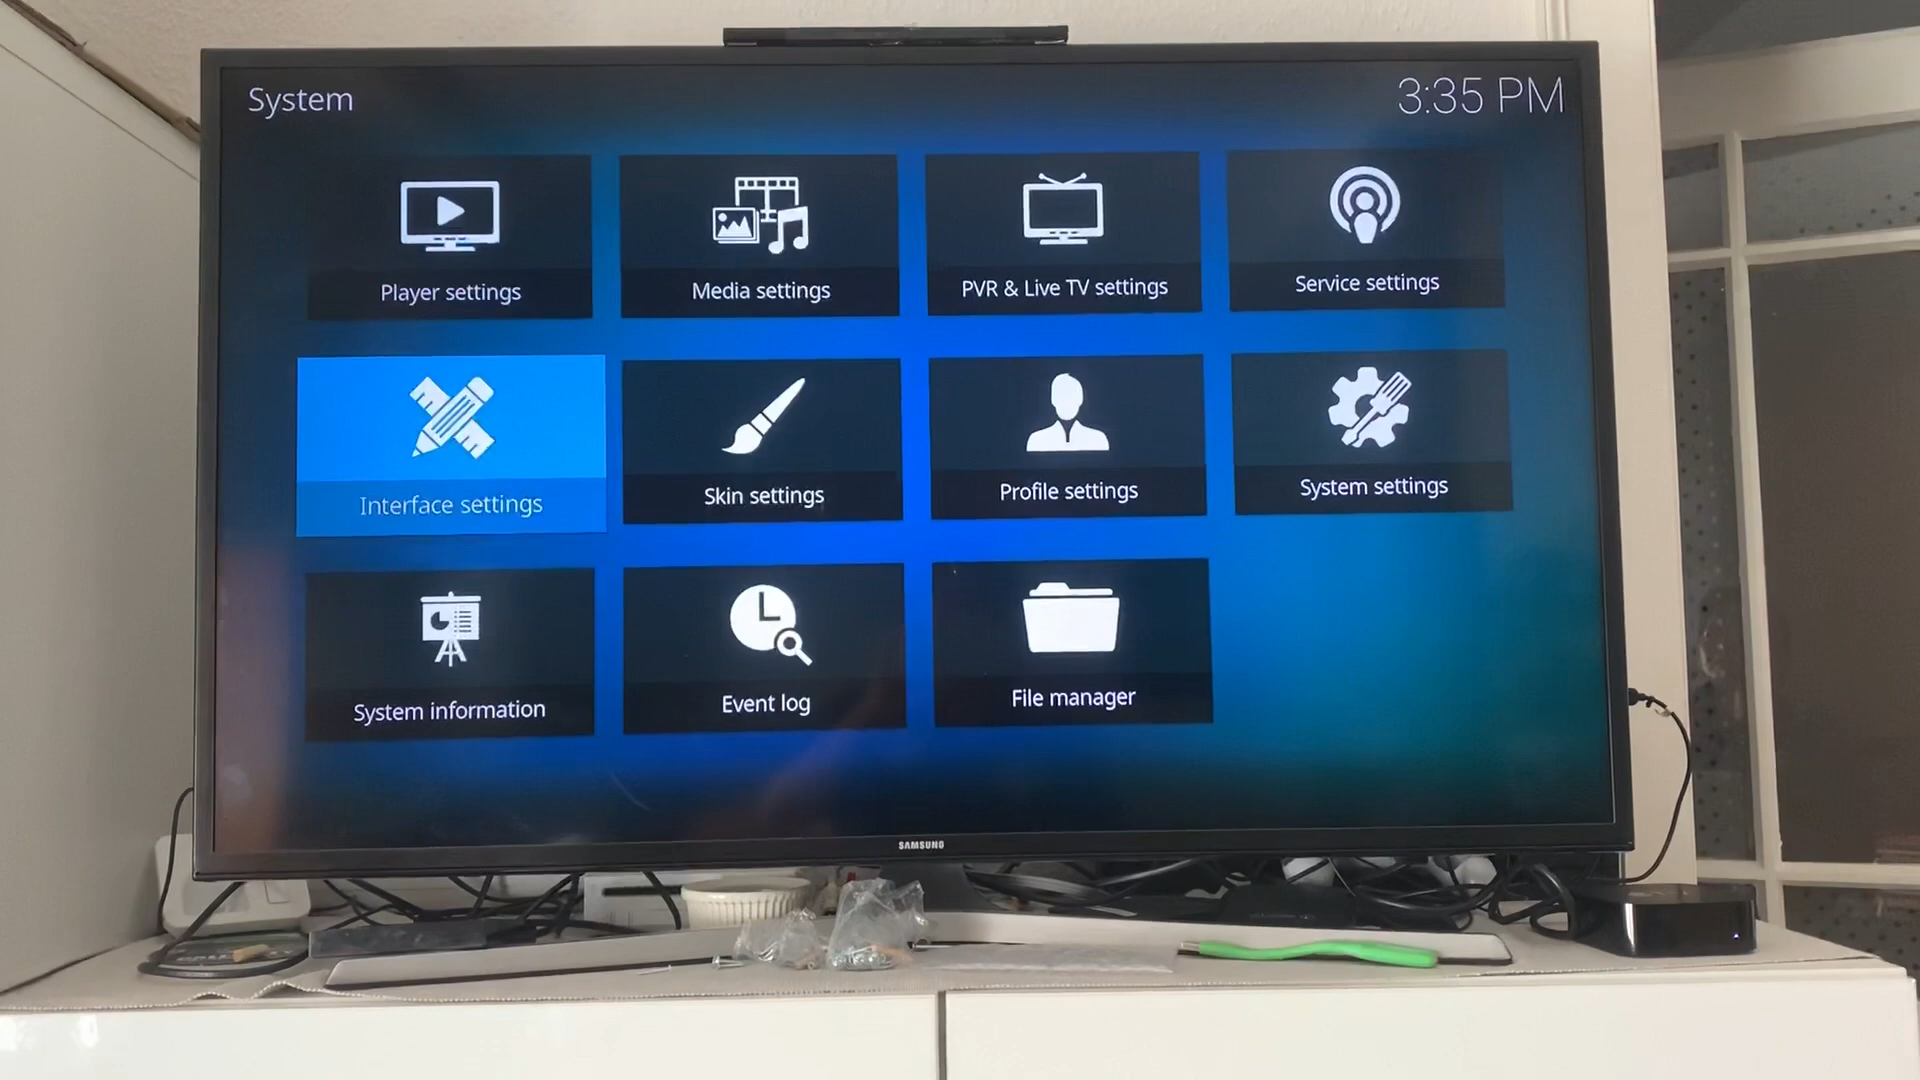 System
3:35 PM
Player settings
Media settings
PVR & Live TV settings
Service settings
Interface settings
Skin settings
Profile settings
System settings
System information
Event log
File manager
SAMSUNG